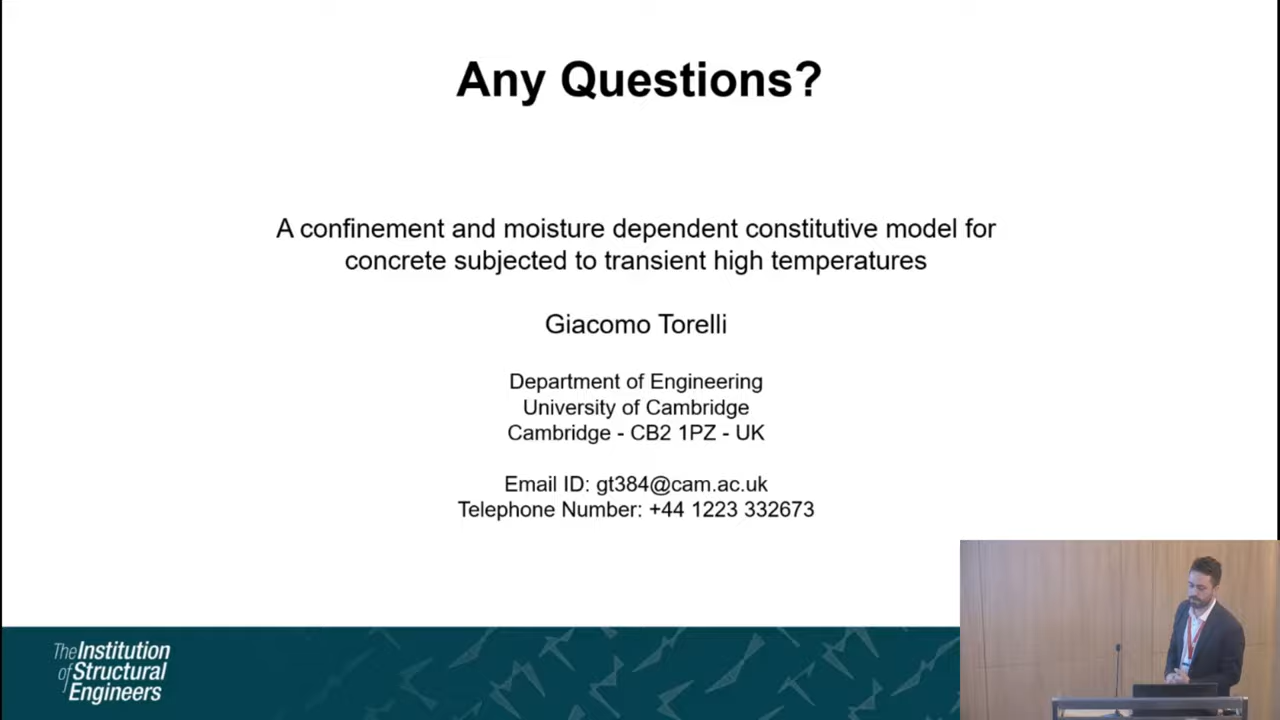 Any Questions?
A confinement and moisture dependent constitutive model for
concrete subjected to transient high temperatures
Giacomo Torelli
Department of Engineering
University of Cambridge
Cambridge - CB2 1PZ - UK
Email ID: gt384@cam.ac.uk
Telephone Number: +44 1223 332673
The Institution
of Structural
Engineers